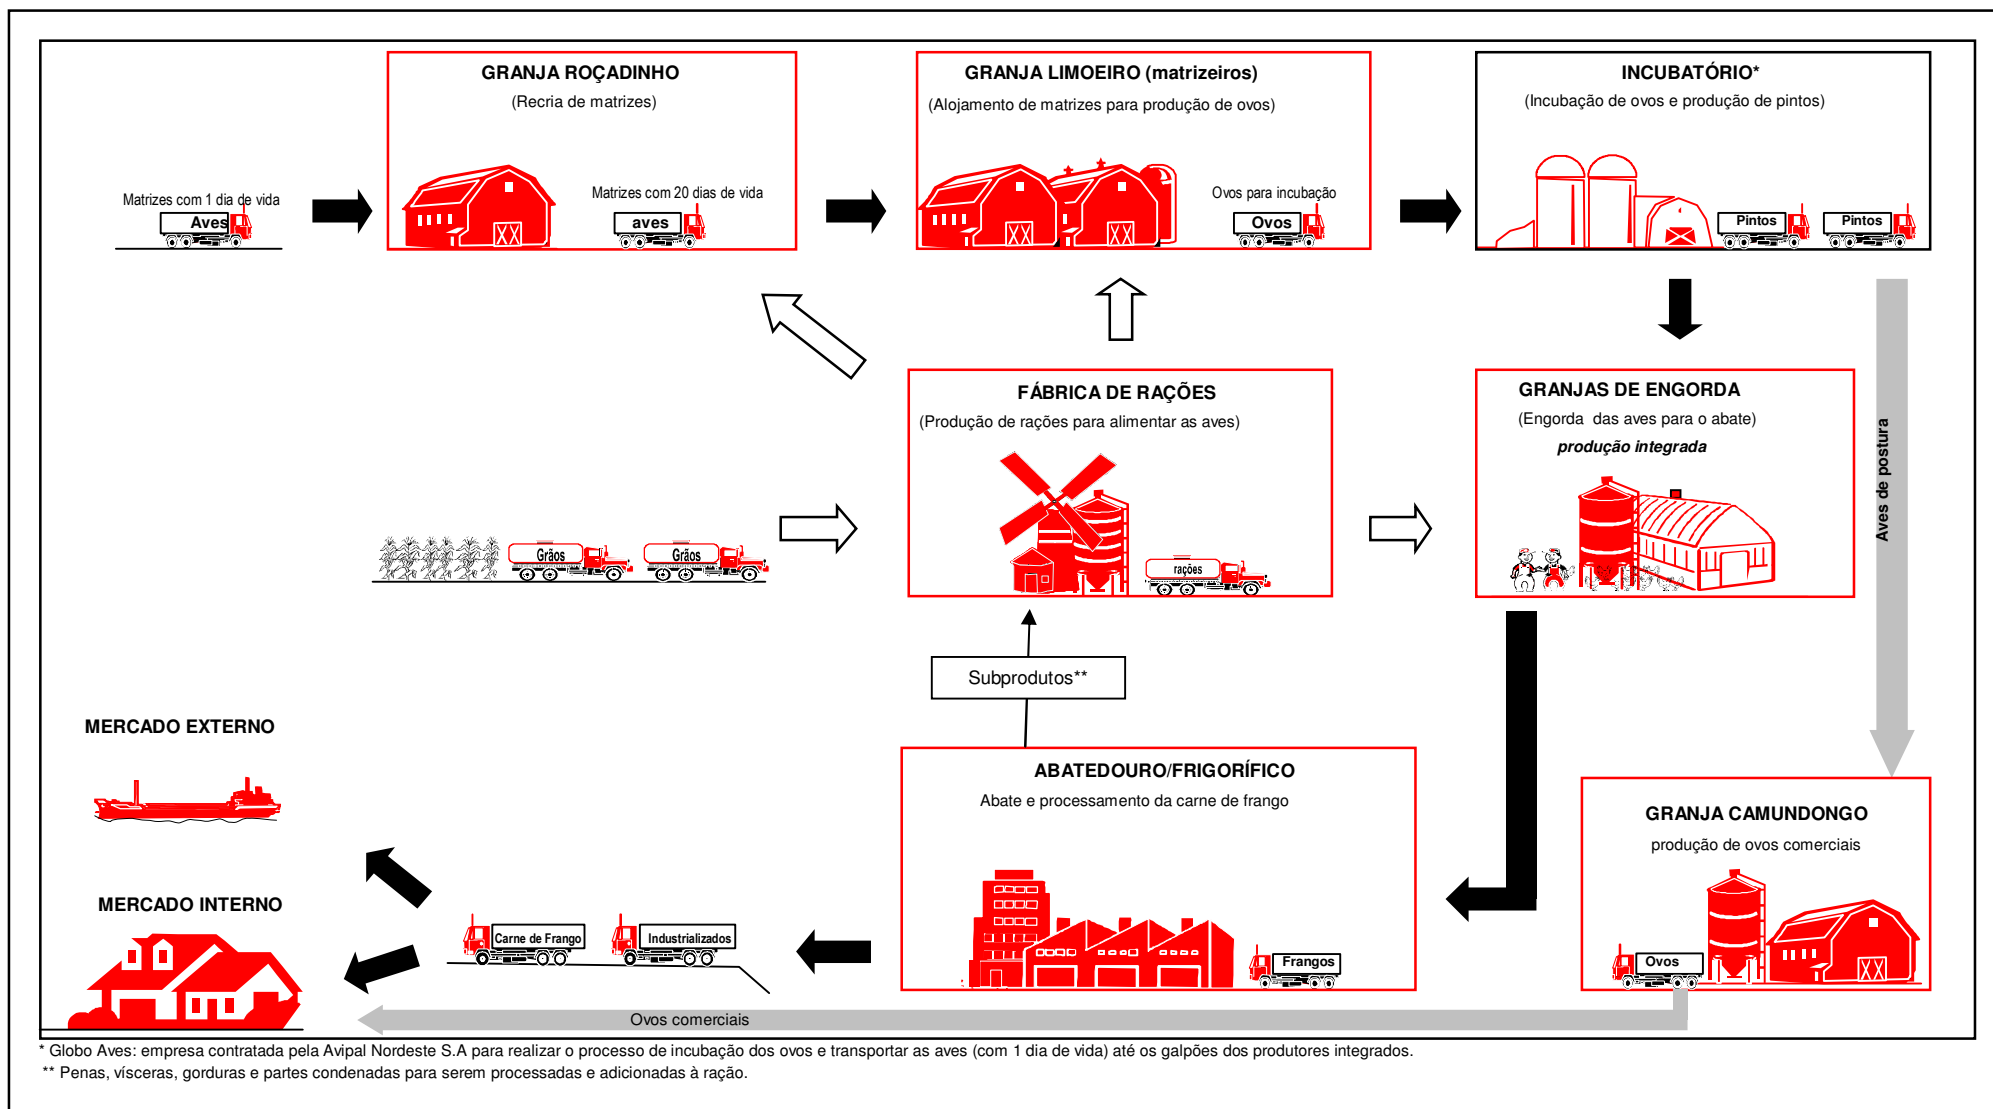 GRANJA ROÇADINHO
(Recria de matrizes)
GRANJA LIMOEIRO (matrizeiros)
(Alojamento de matrizes para produção de ovos)
INCUBATÓRIO*
(Incubação de ovos e produção de pintos)
Matrizes com 1 dia de vida
Aves
Matrizes com 20 dias de vida
aves
Ovos para incubação
Ovos
Pintos
Pintos
FÁBRICA DE RAÇÕES
(Produção de rações para alimentar as aves)
GRANJAS DE ENGORDA
(Engorda das aves para o abate)
produção integrada
Aves de postura
Grãos
Grãos
rações
Subprodutos**
MERCADO EXTERNO
ABATEDOURO/FRIGORÍFICO
Abate e processamento da carne de frango
GRANJA CAMUNDONGO
produção de ovos comerciais
MERCADO INTERNO
Carne de Frango
Industrializados
Frangos
Ovos
Ovos comerciais
* Globo Aves: empresa contratada pela Avipal Nordeste S.A para realizar o processo de incubação dos ovos e transportar as aves (com 1 dia de vida) até os galpões dos produtores integrados.
** Penas, vísceras, gorduras e partes condenadas para serem processadas e adicionadas à ração.